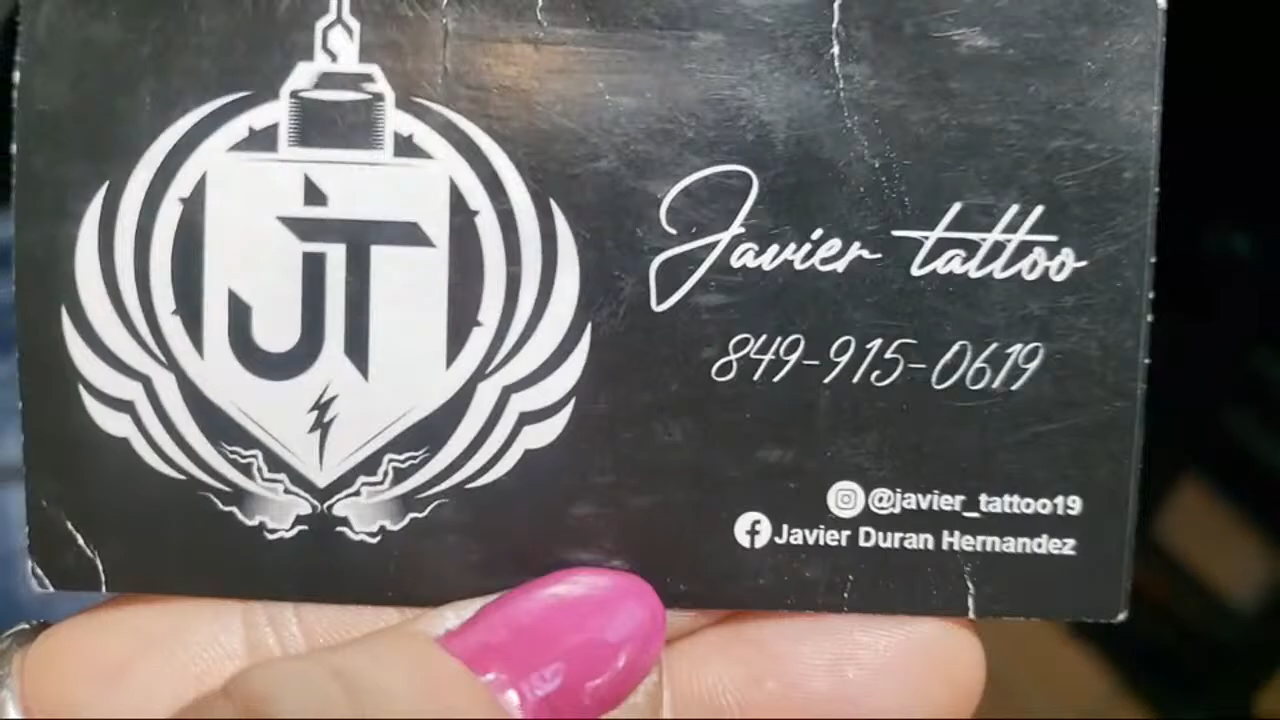 JT
Javier tattoo
849-915-0619
@javier_tattoo19
Javier Duran Hernandez